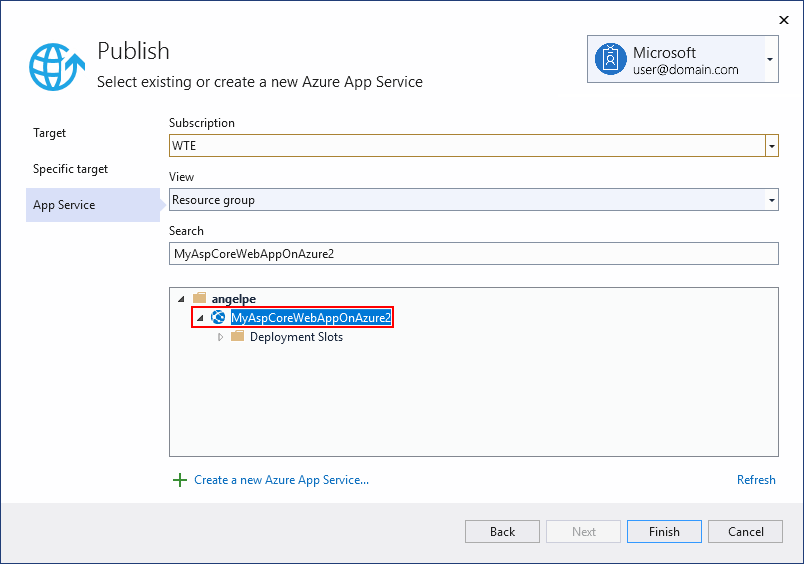 Publish
Select existing or create a new Azure App Service
Microsoft
user@domain.com
Target
Specific target
App Service
Subscription
WTE
View
Resource group
Search
MyAspCoreWebAppOnAzure2
angelpe
MyAspCoreWebAppOnAzure2
Deployment Slots
Create a new Azure App Service...
Refresh
Back
Next
Finish
Cancel